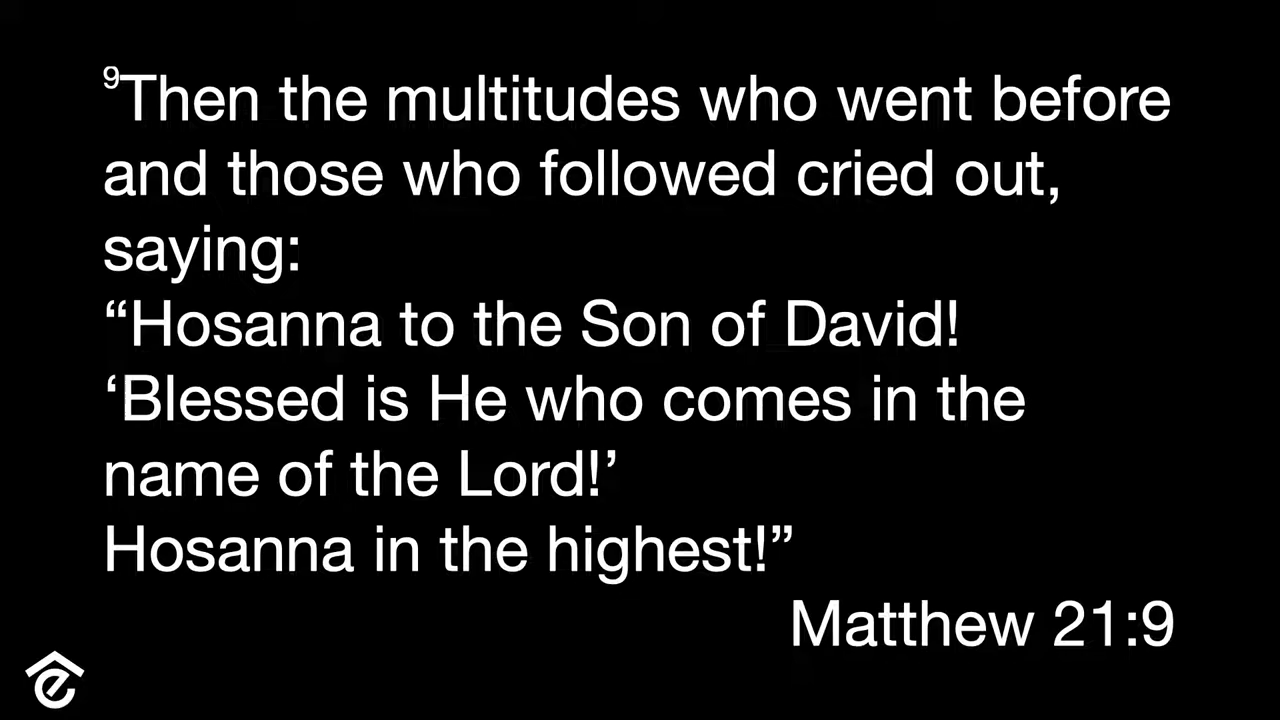 ⁹Then the multitudes who went before
and those who followed cried out,
saying:
“Hosanna to the Son of David!
‘Blessed is He who comes in the
name of the Lord!’
Hosanna in the highest!”
Matthew 21:9
e